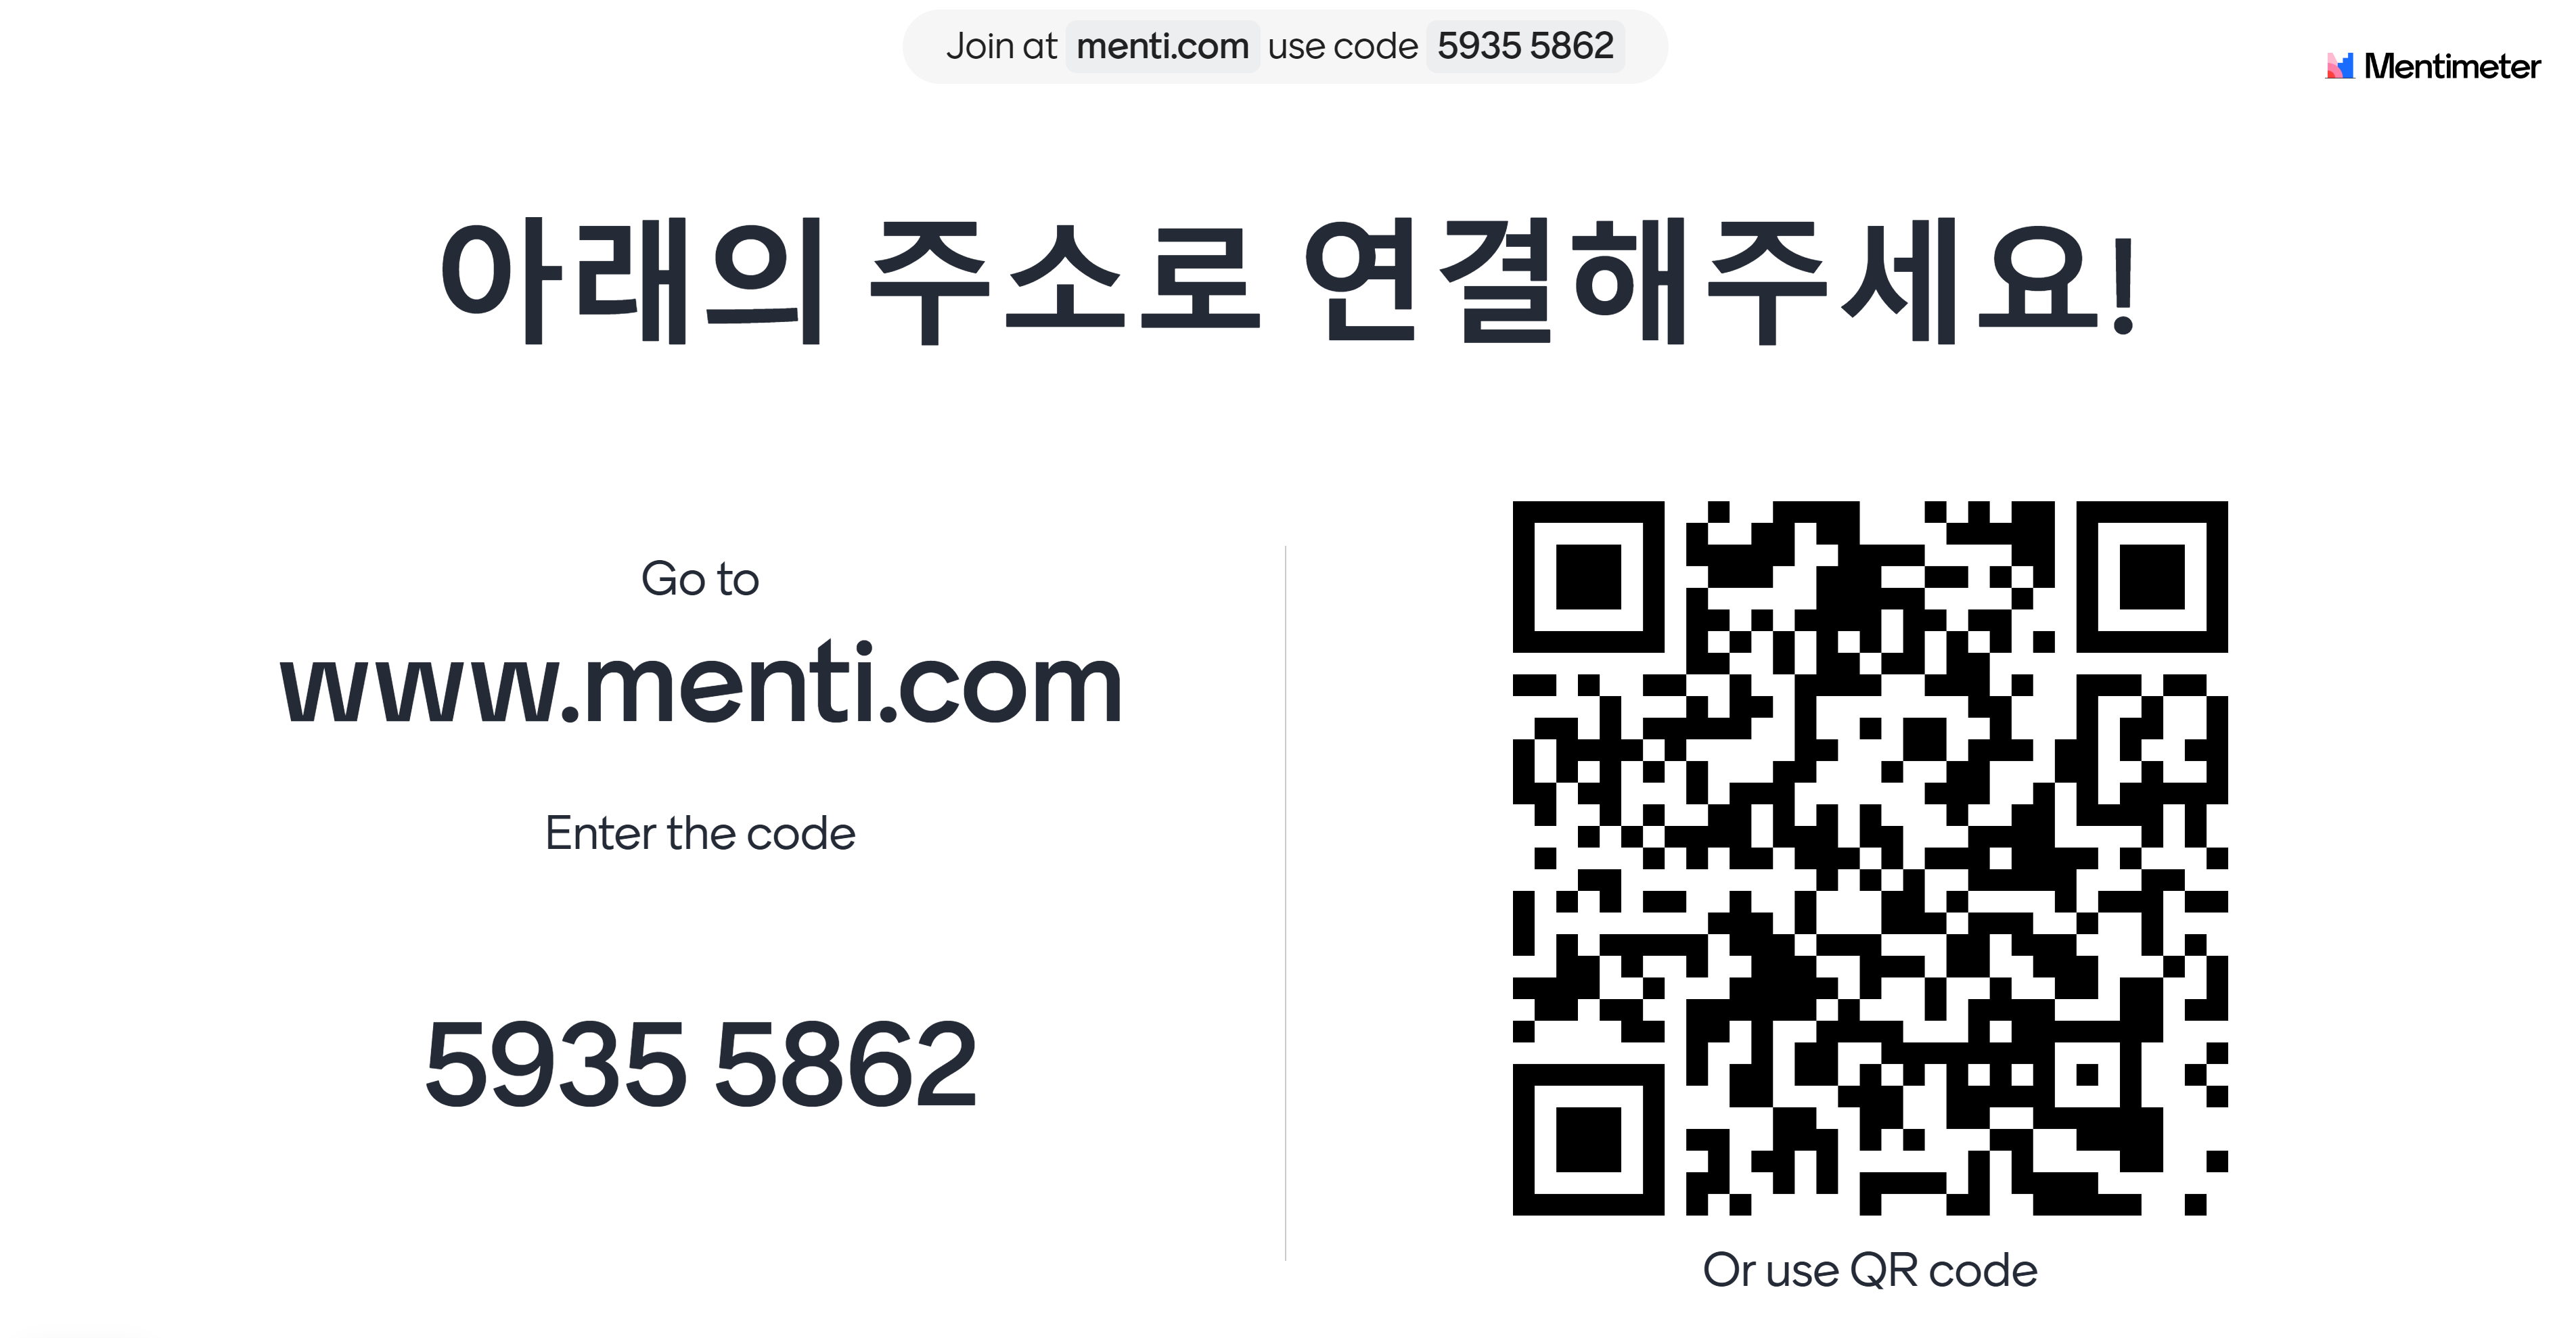 Join at menti.com use code 5935 5862
Mentimeter
아래의 주소로 연결해주세요!
Go to
www.menti.com
Enter the code
5935 5862
Or use QR code